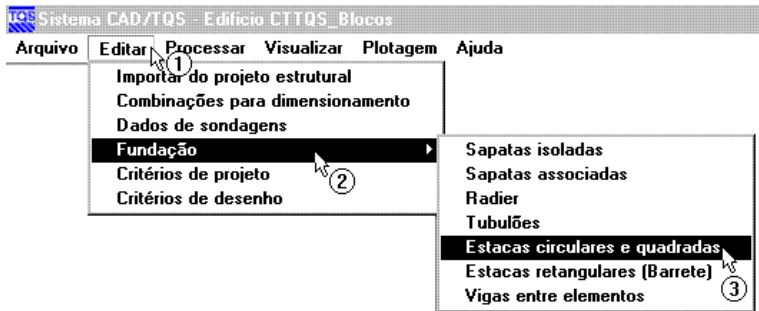 TQS Sistema CAD/TQS - Edifício CTTQS_Blocos
Arquivo Editar Processar Visualizar Plotagem Ajuda
1
Importar do projeto estrutural
Combinações para dimensionamento
Dados de sondagens
Fundação
2
Critérios de projeto
Critérios de desenho
Sapatas isoladas
Sapatas associadas
Radier
Tubulões
Estacas circulares e quadradas
Estacas retangulares (Barrete)
3
Vigas entre elementos